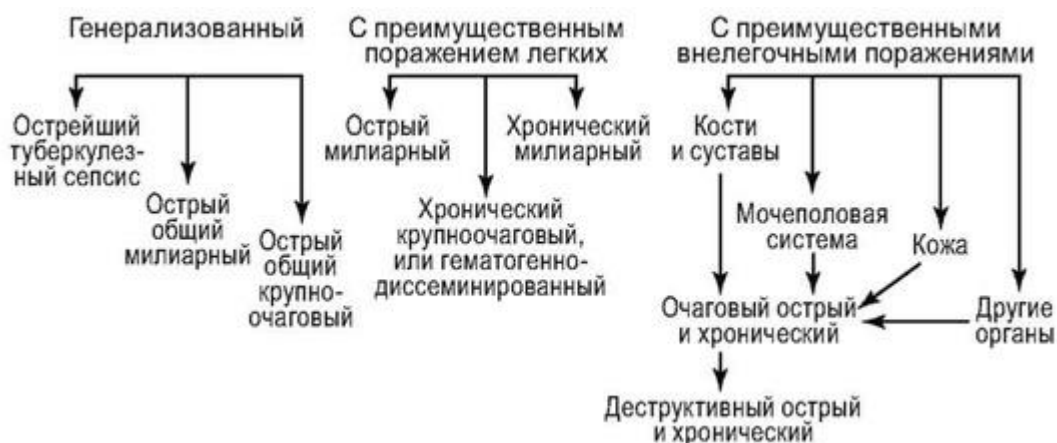 Генерализованный
С преимущественным
поражением легких
С преимущественными
внелегочными поражениями
Острейший
туберкулез-
ный сепсис
Острый
общий
милиарный
Острый
общий
крупно-
очаговый
Острый
милиарный
Хронический
милиарный
Хронический
крупноочаговый,
или гематогенно-
диссеминированный
Кости
и суставы
Мочеполовая
система
Кожа
Другие
органы
Очаговый острый
и хронический
Деструктивный острый
и хронический